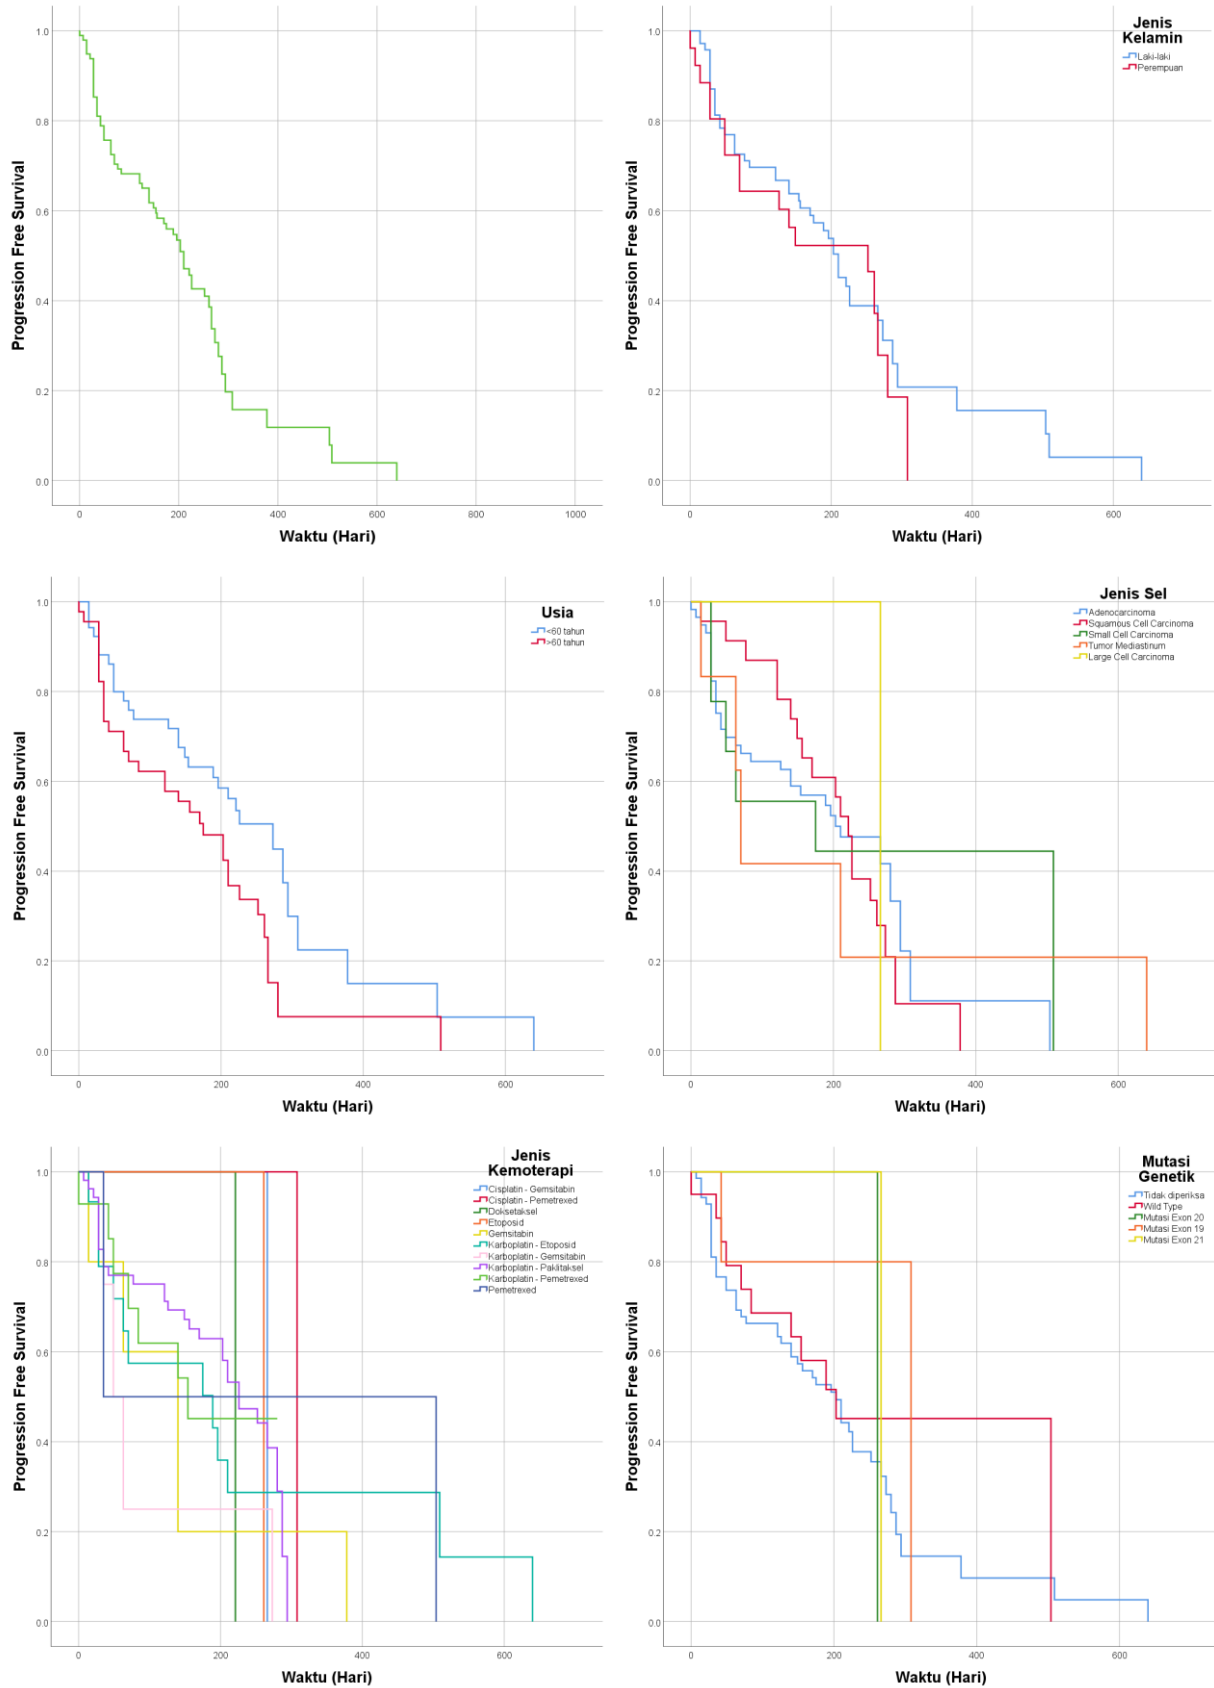 Progression Free Survival
1.0
0.8
0.6
0.4
0.2
0.0
0 200 400 600 800 1000
Waktu (Hari)
Jenis
Kelamin
Laki-laki
Perempuan
Progression Free Survival
1.0
0.8
0.6
0.4
0.2
0.0
0 200 400 600
Waktu (Hari)
Usia
<60 tahun
>60 tahun
Progression Free Survival
1.0
0.8
0.6
0.4
0.2
0.0
0 200 400 600
Waktu (Hari)
Jenis Sel
Adenocarcinoma
Squamous Cell Carcinoma
Small Cell Carcinoma
Tumor Mediastinum
Large Cell Carcinoma
Progression Free Survival
1.0
0.8
0.6
0.4
0.2
0.0
0 200 400 600
Waktu (Hari)
Jenis
Kemoterapi
Cisplatin - Gemsitabin
Cisplatin - Pemetrexed
Doksetaksel
Etoposid
Gemsitabin
Karboplatin - Etoposid
Karboplatin - Gemsitabin
Karboplatin - Paklitaksel
Karboplatin - Pemetrexed
Pemetrexed
Progression Free Survival
1.0
0.8
0.6
0.4
0.2
0.0
0 200 400 600
Waktu (Hari)
Mutasi
Genetik
Tidak diperiksa
Wild Type
Mutasi Exon 20
Mutasi Exon 19
Mutasi Exon 21
Progression Free Survival
1.0
0.8
0.6
0.4
0.2
0.0
0 200 400 600
Waktu (Hari)